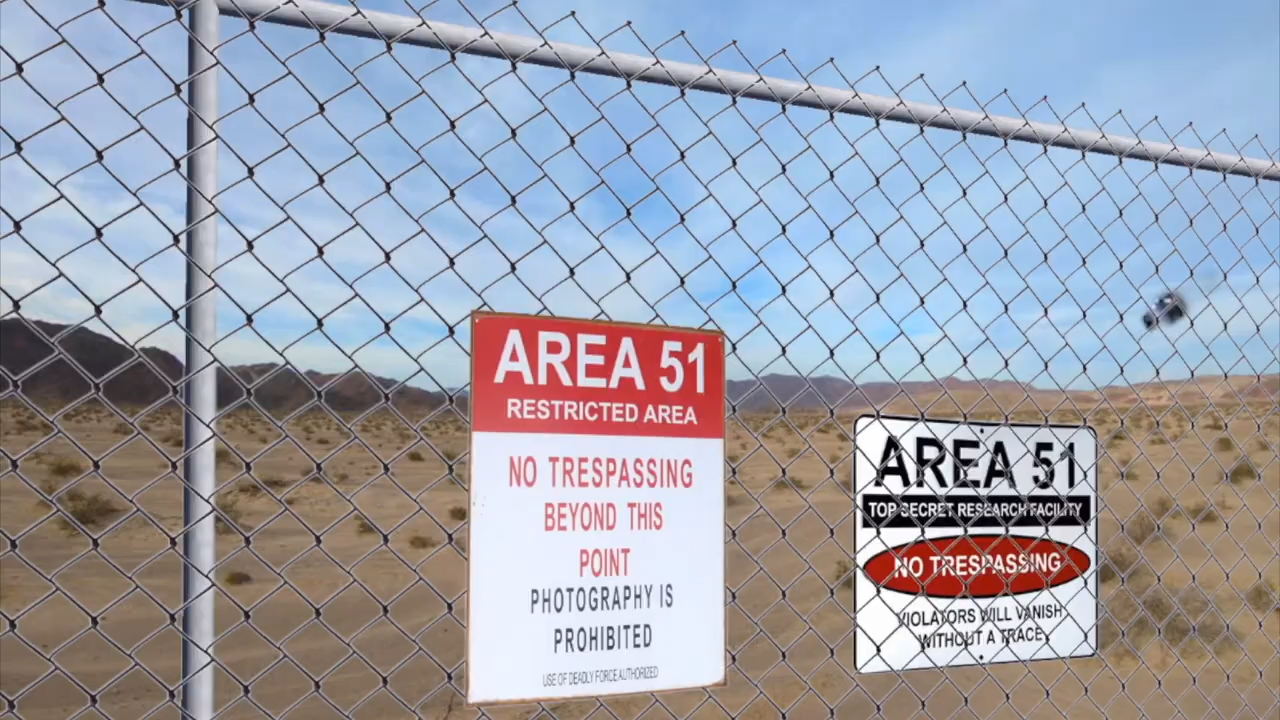 AREA 51
RESTRICTED AREA
NO TRESPASSING
BEYOND THIS
POINT
PHOTOGRAPHY IS
PROHIBITED
USE OF DEADLY FORCE AUTHORIZED
AREA 51
TOP SECRET RESEARCH FACILITY
NO TRESPASSING
VIOLATORS WILL VANISH
WITHOUT A TRACE